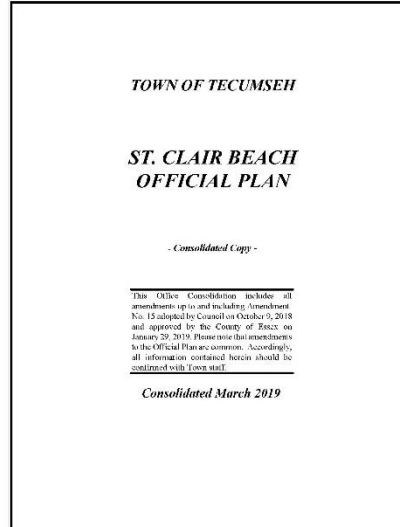 TOWN OF TECUMSEH
ST. CLAIR BEACH
OFFICIAL PLAN
- Consolidated Copy -
This Office Consolidation includes all
amendments up to and including Amendment
No. 15 adopted by Council on October 9, 2018
and approved by the County of Essex on
January 29, 2019. Please note that amendments
to the Official Plan are common. Accordingly,
all information contained herein should be
confirmed with Town staff.
Consolidated March 2019